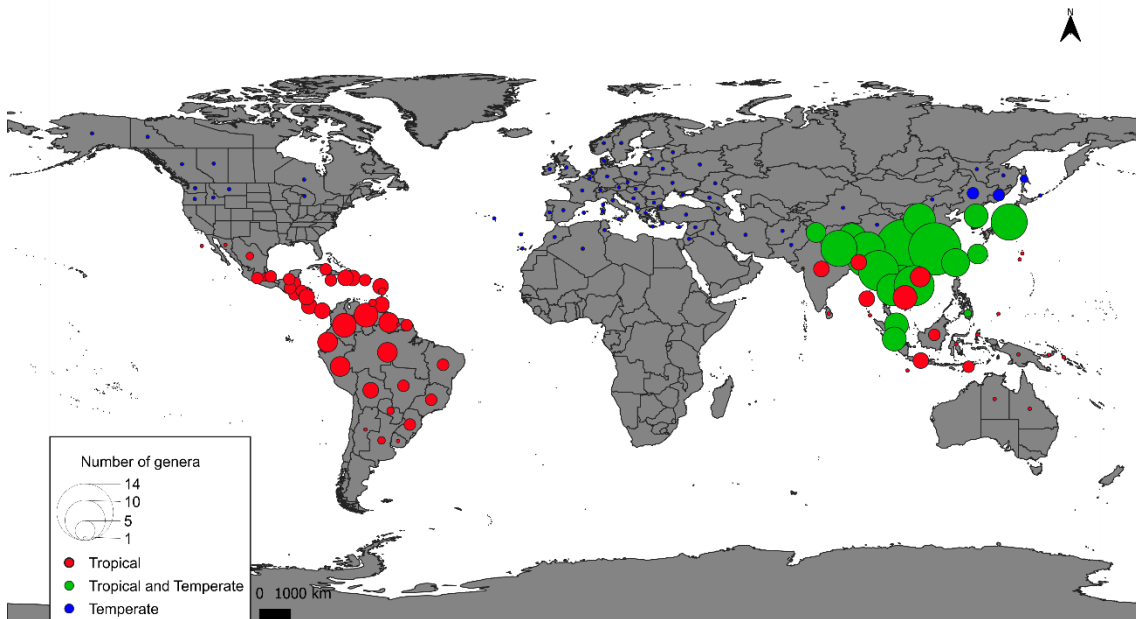 N
Number of genera
14
10
5
1
Tropical
Tropical and Temperate
Temperate
0 1000 km